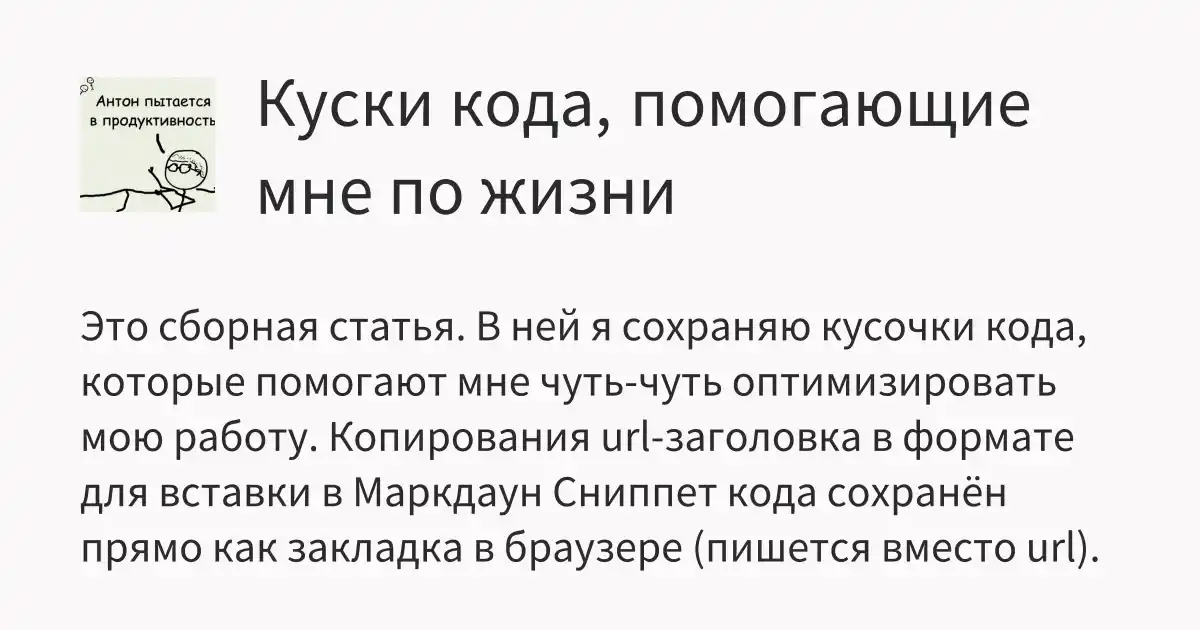 Антон пытается
в продуктивность
Куски кода, помогающие
мне по жизни
Это сборная статья. В ней я сохраняю кусочки кода,
которые помогают мне чуть-чуть оптимизировать
мою работу. Копирования url-заголовка в формате
для вставки в Маркдаун Сниппет кода сохранён
прямо как закладка в браузере (пишется вместо url).